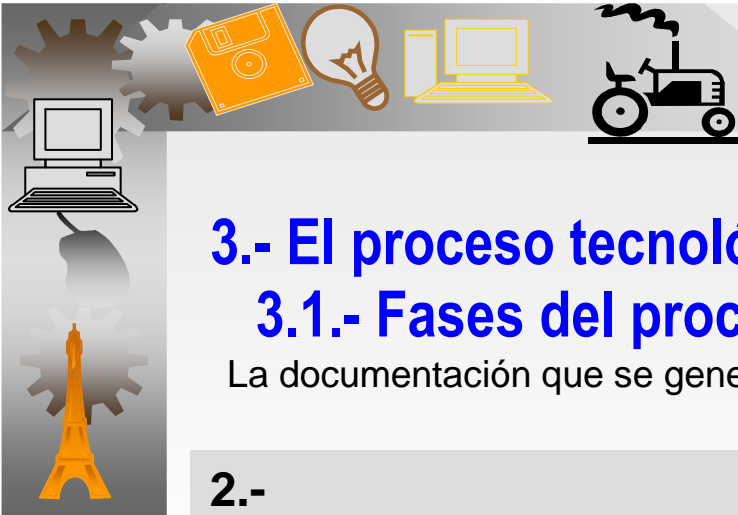 3.- El proceso tecnoló
3.1.- Fases del proc
La documentación que se gene
2.-